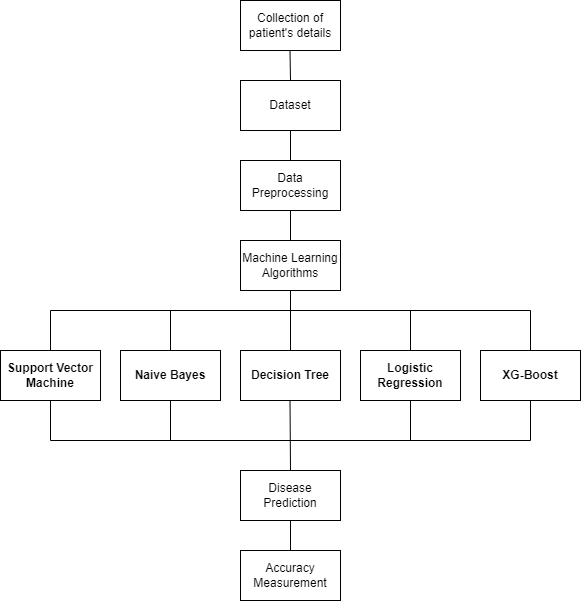 Collection of
patient's details
Dataset
Data
Preprocessing
Machine Learning
Algorithms
Support Vector
Machine
Naive Bayes
Decision Tree
Logistic
Regression
XG-Boost
Disease
Prediction
Accuracy
Measurement